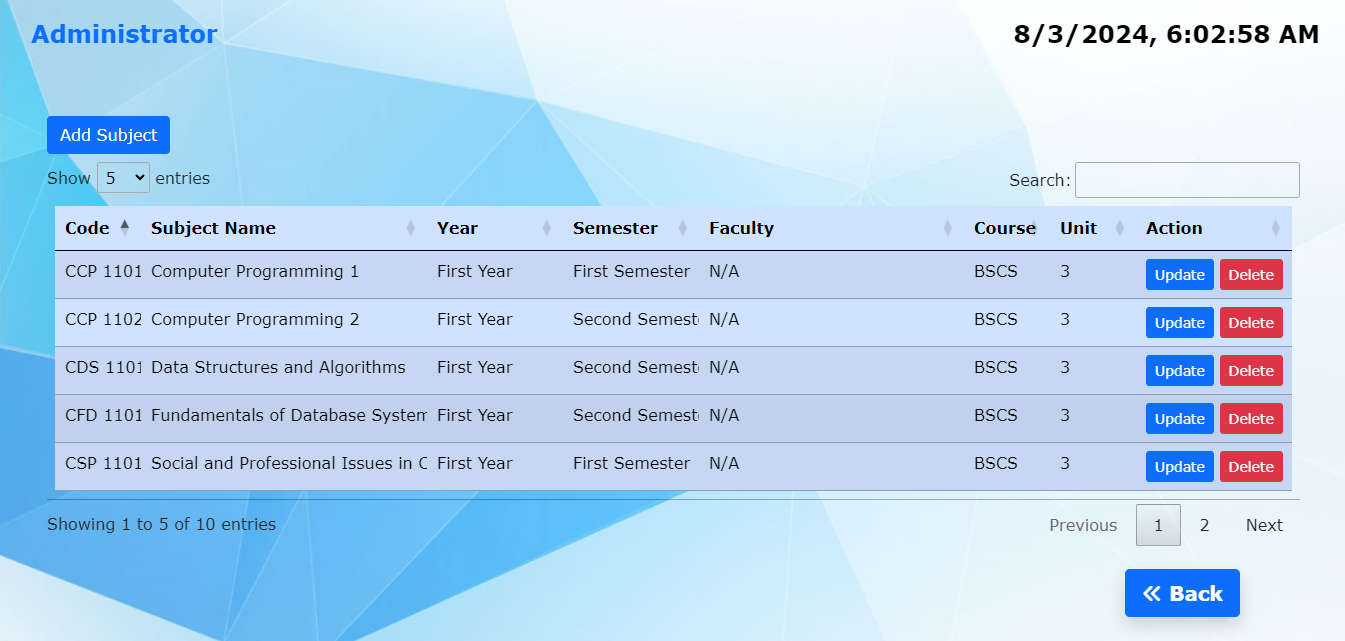 Administrator 8/3/2024, 6:02:58 AM
Add Subject
Show 5 entries Search:
Code Subject Name Year Semester Faculty Course Unit Action
CCP 1101 Computer Programming 1 First Year First Semester N/A BSCS 3 Update Delete
CCP 1102 Computer Programming 2 First Year Second Semest N/A BSCS 3 Update Delete
CDS 1101 Data Structures and Algorithms First Year Second Semest N/A BSCS 3 Update Delete
CFD 1101 Fundamentals of Database System First Year Second Semest N/A BSCS 3 Update Delete
CSP 1101 Social and Professional Issues in C First Year First Semester N/A BSCS 3 Update Delete
Showing 1 to 5 of 10 entries Previous 1 2 Next
« Back